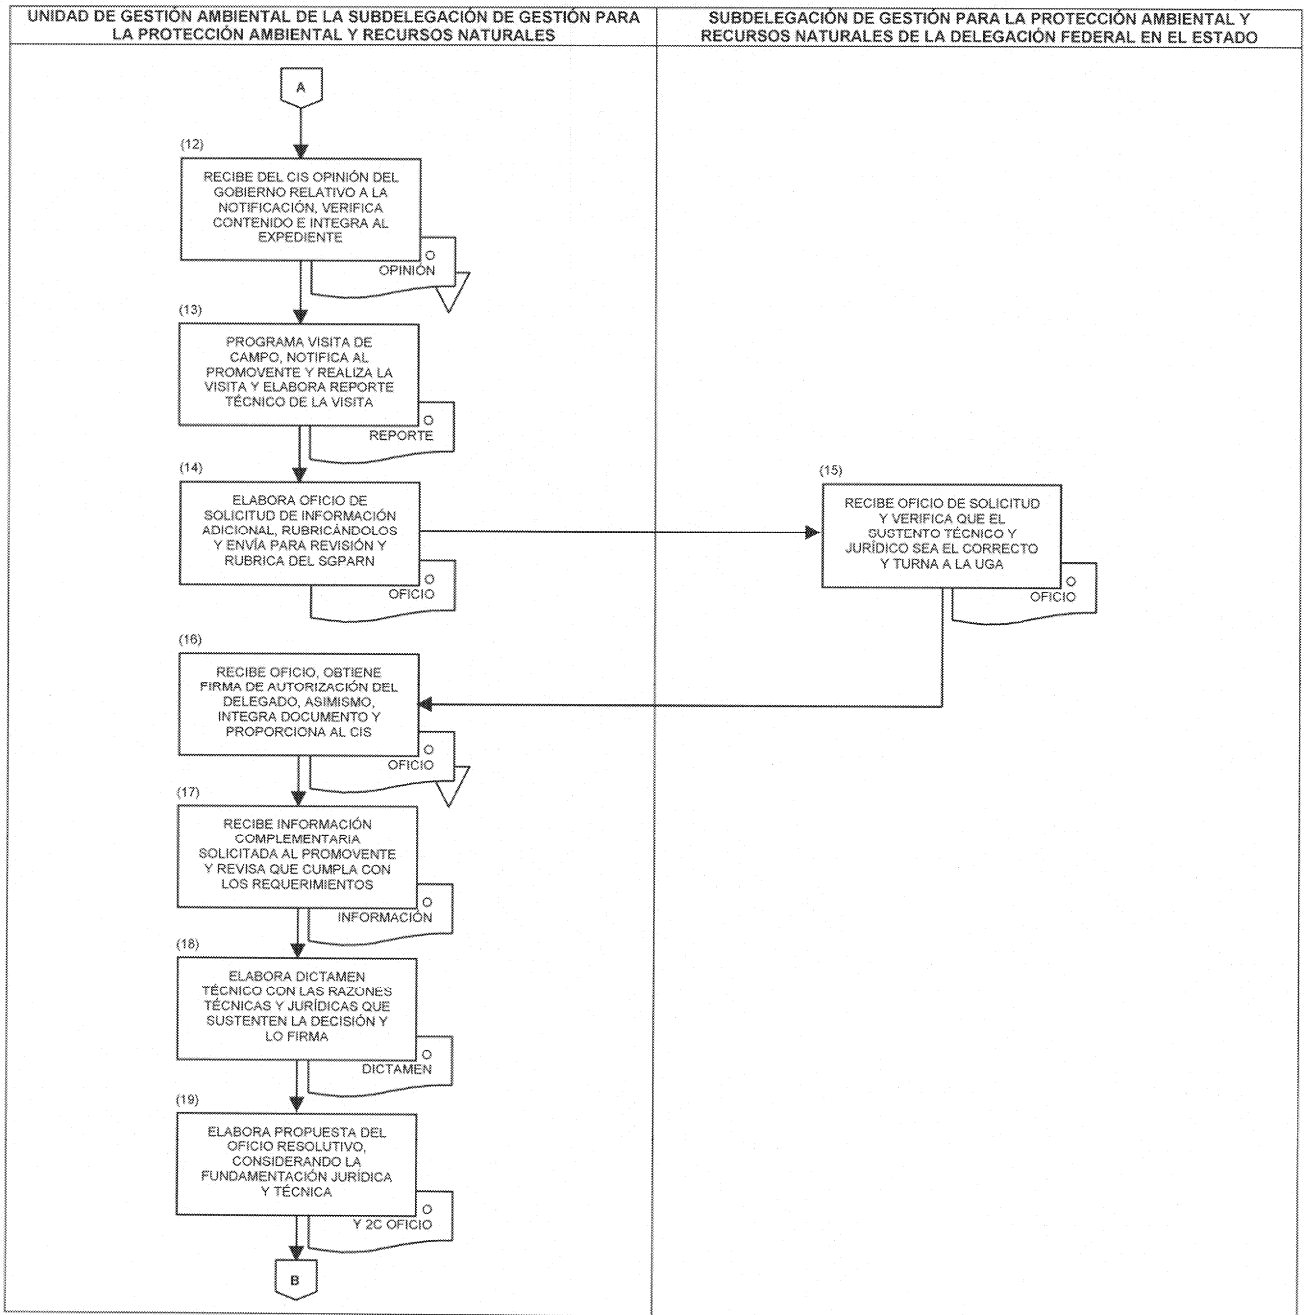 UNIDAD DE GESTIÓN AMBIENTAL DE LA SUBDELEGACIÓN DE GESTIÓN PARA
LA PROTECCIÓN AMBIENTAL Y RECURSOS NATURALES
SUBDELEGACIÓN DE GESTIÓN PARA LA PROTECCIÓN AMBIENTAL Y
RECURSOS NATURALES DE LA DELEGACIÓN FEDERAL EN EL ESTADO
A
(12)
RECIBE DEL CIS OPINIÓN DEL
GOBIERNO RELATIVO A LA
NOTIFICACIÓN, VERIFICA
CONTENIDO E INTEGRA AL
EXPEDIENTE
O
OPINIÓN
(13)
PROGRAMA VISITA DE
CAMPO, NOTIFICA AL
PROMOVENTE Y REALIZA LA
VISITA Y ELABORA REPORTE
TÉCNICO DE LA VISITA
O
REPORTE
(14)
ELABORA OFICIO DE
SOLICITUD DE INFORMACIÓN
ADICIONAL, RUBRICÁNDOLOS
Y ENVÍA PARA REVISIÓN Y
RUBRICA DEL SGPARN
O
OFICIO
(15)
RECIBE OFICIO DE SOLICITUD
Y VERIFICA QUE EL
SUSTENTO TÉCNICO Y
JURÍDICO SEA EL CORRECTO
Y TURNA A LA UGA
O
OFICIO
(16)
RECIBE OFICIO, OBTIENE
FIRMA DE AUTORIZACIÓN DEL
DELEGADO, ASIMISMO,
INTEGRA DOCUMENTO Y
PROPORCIONA AL CIS
O
OFICIO
(17)
RECIBE INFORMACIÓN
COMPLEMENTARIA
SOLICITADA AL PROMOVENTE
Y REVISA QUE CUMPLA CON
LOS REQUERIMIENTOS
O
INFORMACIÓN
(18)
ELABORA DICTAMEN
TÉCNICO CON LAS RAZONES
TÉCNICAS Y JURÍDICAS QUE
SUSTENTEN LA DECISIÓN Y
LO FIRMA
O
DICTAMEN
(19)
ELABORA PROPUESTA DEL
OFICIO RESOLUTIVO,
CONSIDERANDO LA
FUNDAMENTACIÓN JURÍDICA
Y TÉCNICA
O
Y 2C OFICIO
B